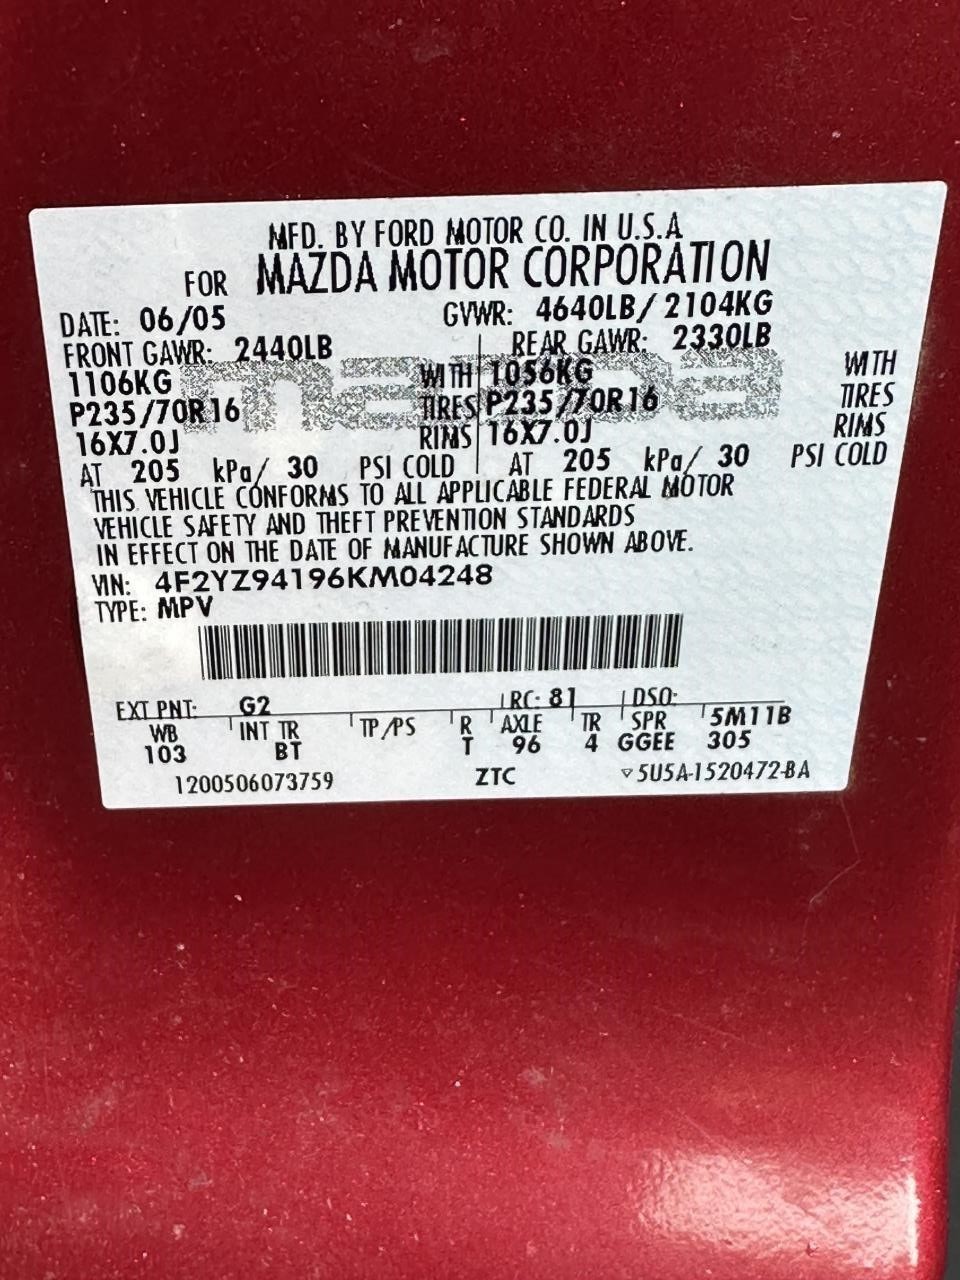 MFD. BY FORD MOTOR CO. IN U.S.A
FOR MAZDA MOTOR CORPORATION
DATE: 06/05 GVWR: 4640LB/ 2104KG
FRONT GAWR: 2440LB REAR GAWR: 2330LB
1106KG WITH 1056KG WITH
P235/70R16 TIRES P235/70R16 TIRES
16X7.0J RIMS 16X7.0J RIMS
AT 205 kPa/ 30 PSI COLD AT 205 kPa/ 30 PSI COLD
mazda
THIS VEHICLE CONFORMS TO ALL APPLICABLE FEDERAL MOTOR
VEHICLE SAFETY AND THEFT PREVENTION STANDARDS
IN EFFECT ON THE DATE OF MANUFACTURE SHOWN ABOVE.
VIN: 4F2YZ94196KM04248
TYPE: MPV
EXT PNT: G2 RC: 81 DSO:
WB INT TR TP/PS R AXLE TR SPR 5M11B
103 BT T 96 4 GGEE 305
1200506073759 ZTC ▽5U5A-1520472-BA